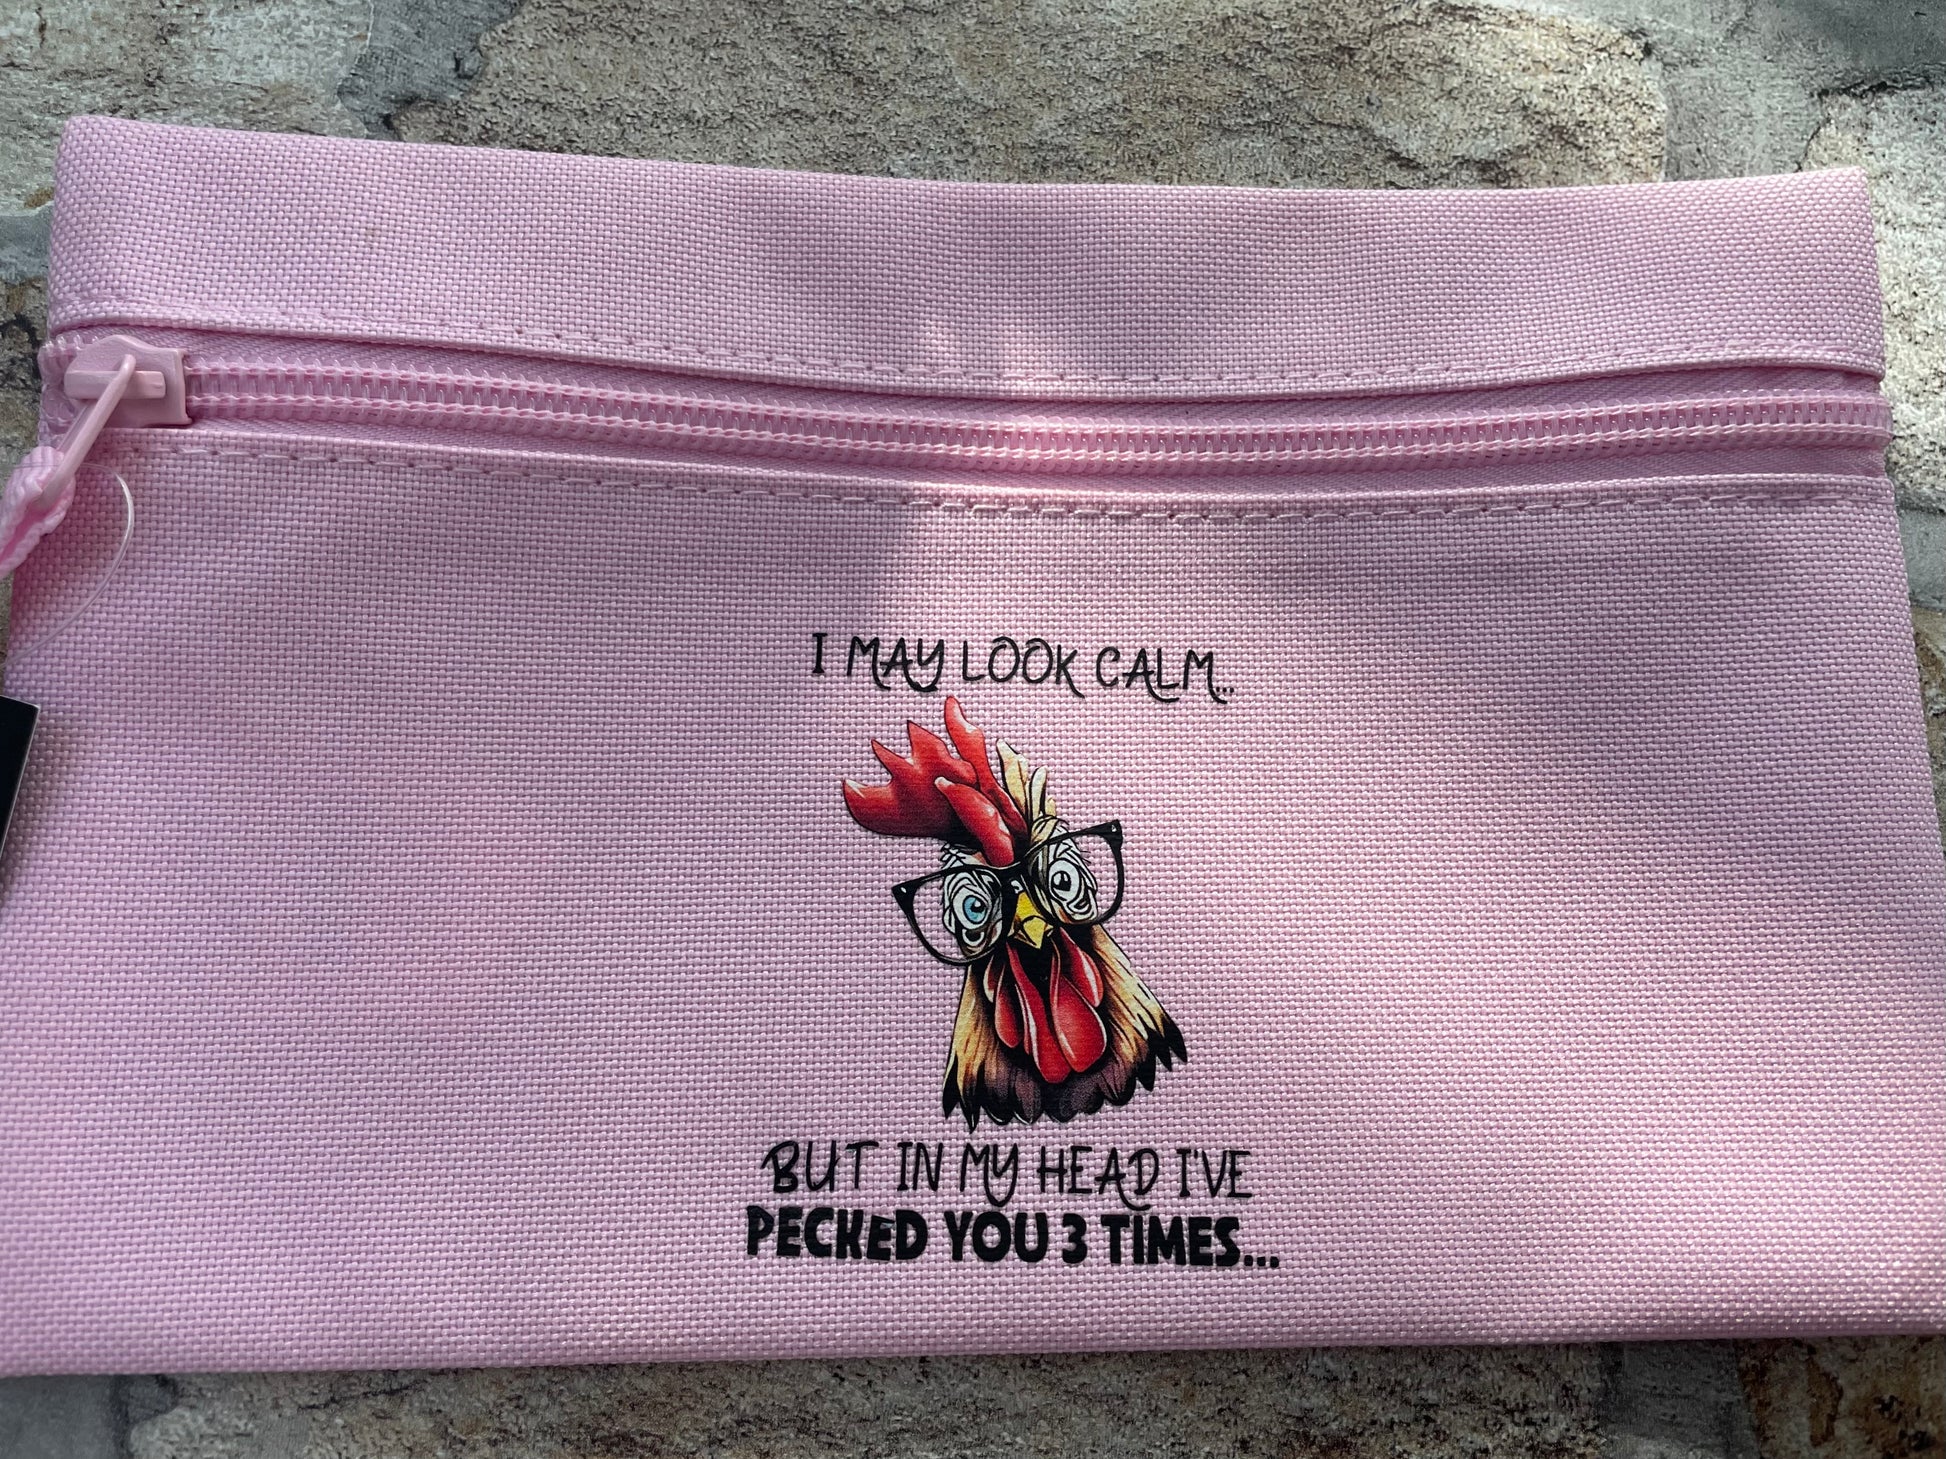 I MAY LOOK CALM...
BUT IN MY HEAD I'VE
PECKED YOU 3 TIMES...